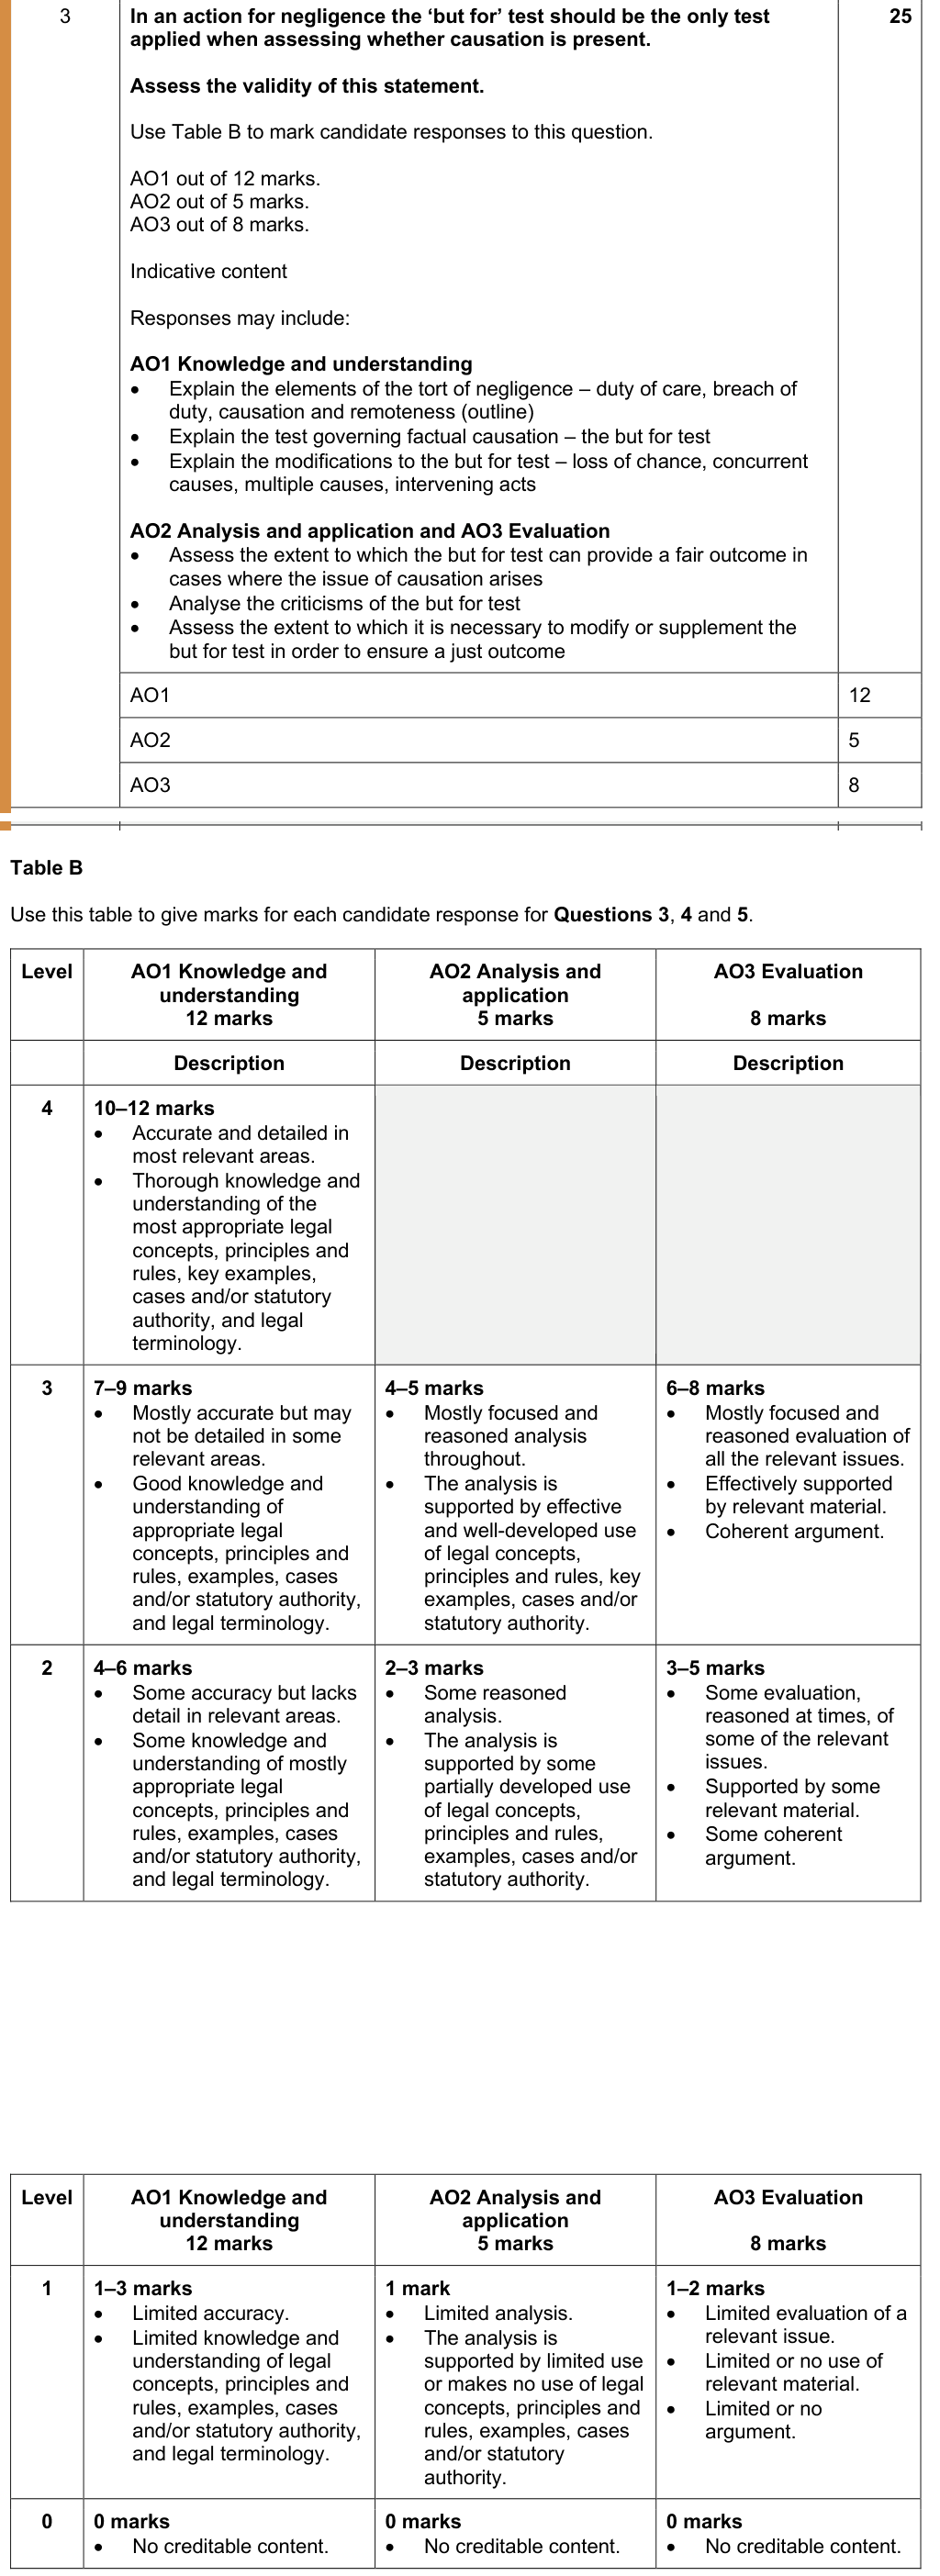 3
In an action for negligence the ‘but for’ test should be the only test
applied when assessing whether causation is present.
25
Assess the validity of this statement.
Use Table B to mark candidate responses to this question.
AO1 out of 12 marks.
AO2 out of 5 marks.
AO3 out of 8 marks.
Indicative content
Responses may include:
AO1 Knowledge and understanding
• Explain the elements of the tort of negligence – duty of care, breach of
duty, causation and remoteness (outline)
• Explain the test governing factual causation – the but for test
• Explain the modifications to the but for test – loss of chance, concurrent
causes, multiple causes, intervening acts
AO2 Analysis and application and AO3 Evaluation
• Assess the extent to which the but for test can provide a fair outcome in
cases where the issue of causation arises
• Analyse the criticisms of the but for test
• Assess the extent to which it is necessary to modify or supplement the
but for test in order to ensure a just outcome
AO1 12
AO2 5
AO3 8
Table B
Use this table to give marks for each candidate response for Questions 3, 4 and 5.
Level
AO1 Knowledge and
understanding
12 marks
AO2 Analysis and
application
5 marks
AO3 Evaluation
8 marks
Description
Description
Description
4
10–12 marks
• Accurate and detailed in
most relevant areas.
• Thorough knowledge and
understanding of the
most appropriate legal
concepts, principles and
rules, key examples,
cases and/or statutory
authority, and legal
terminology.
3
7–9 marks
• Mostly accurate but may
not be detailed in some
relevant areas.
• Good knowledge and
understanding of
appropriate legal
concepts, principles and
rules, examples, cases
and/or statutory authority,
and legal terminology.
4–5 marks
• Mostly focused and
reasoned analysis
throughout.
• The analysis is
supported by effective
and well-developed use
of legal concepts,
principles and rules, key
examples, cases and/or
statutory authority.
6–8 marks
• Mostly focused and
reasoned evaluation of
all the relevant issues.
• Effectively supported
by relevant material.
• Coherent argument.
2
4–6 marks
• Some accuracy but lacks
detail in relevant areas.
• Some knowledge and
understanding of mostly
appropriate legal
concepts, principles and
rules, examples, cases
and/or statutory authority,
and legal terminology.
2–3 marks
• Some reasoned
analysis.
• The analysis is
supported by some
partially developed use
of legal concepts,
principles and rules,
examples, cases and/or
statutory authority.
3–5 marks
• Some evaluation,
reasoned at times, of
some of the relevant
issues.
• Supported by some
relevant material.
• Some coherent
argument.
Level
AO1 Knowledge and
understanding
12 marks
AO2 Analysis and
application
5 marks
AO3 Evaluation
8 marks
1
1–3 marks
• Limited accuracy.
• Limited knowledge and
understanding of legal
concepts, principles and
rules, examples, cases
and/or statutory authority,
and legal terminology.
1 mark
• Limited analysis.
• The analysis is
supported by limited use
or makes no use of legal
concepts, principles and
rules, examples, cases
and/or statutory
authority.
1–2 marks
• Limited evaluation of a
relevant issue.
• Limited or no use of
relevant material.
• Limited or no
argument.
0
0 marks
• No creditable content.
0 marks
• No creditable content.
0 marks
• No creditable content.